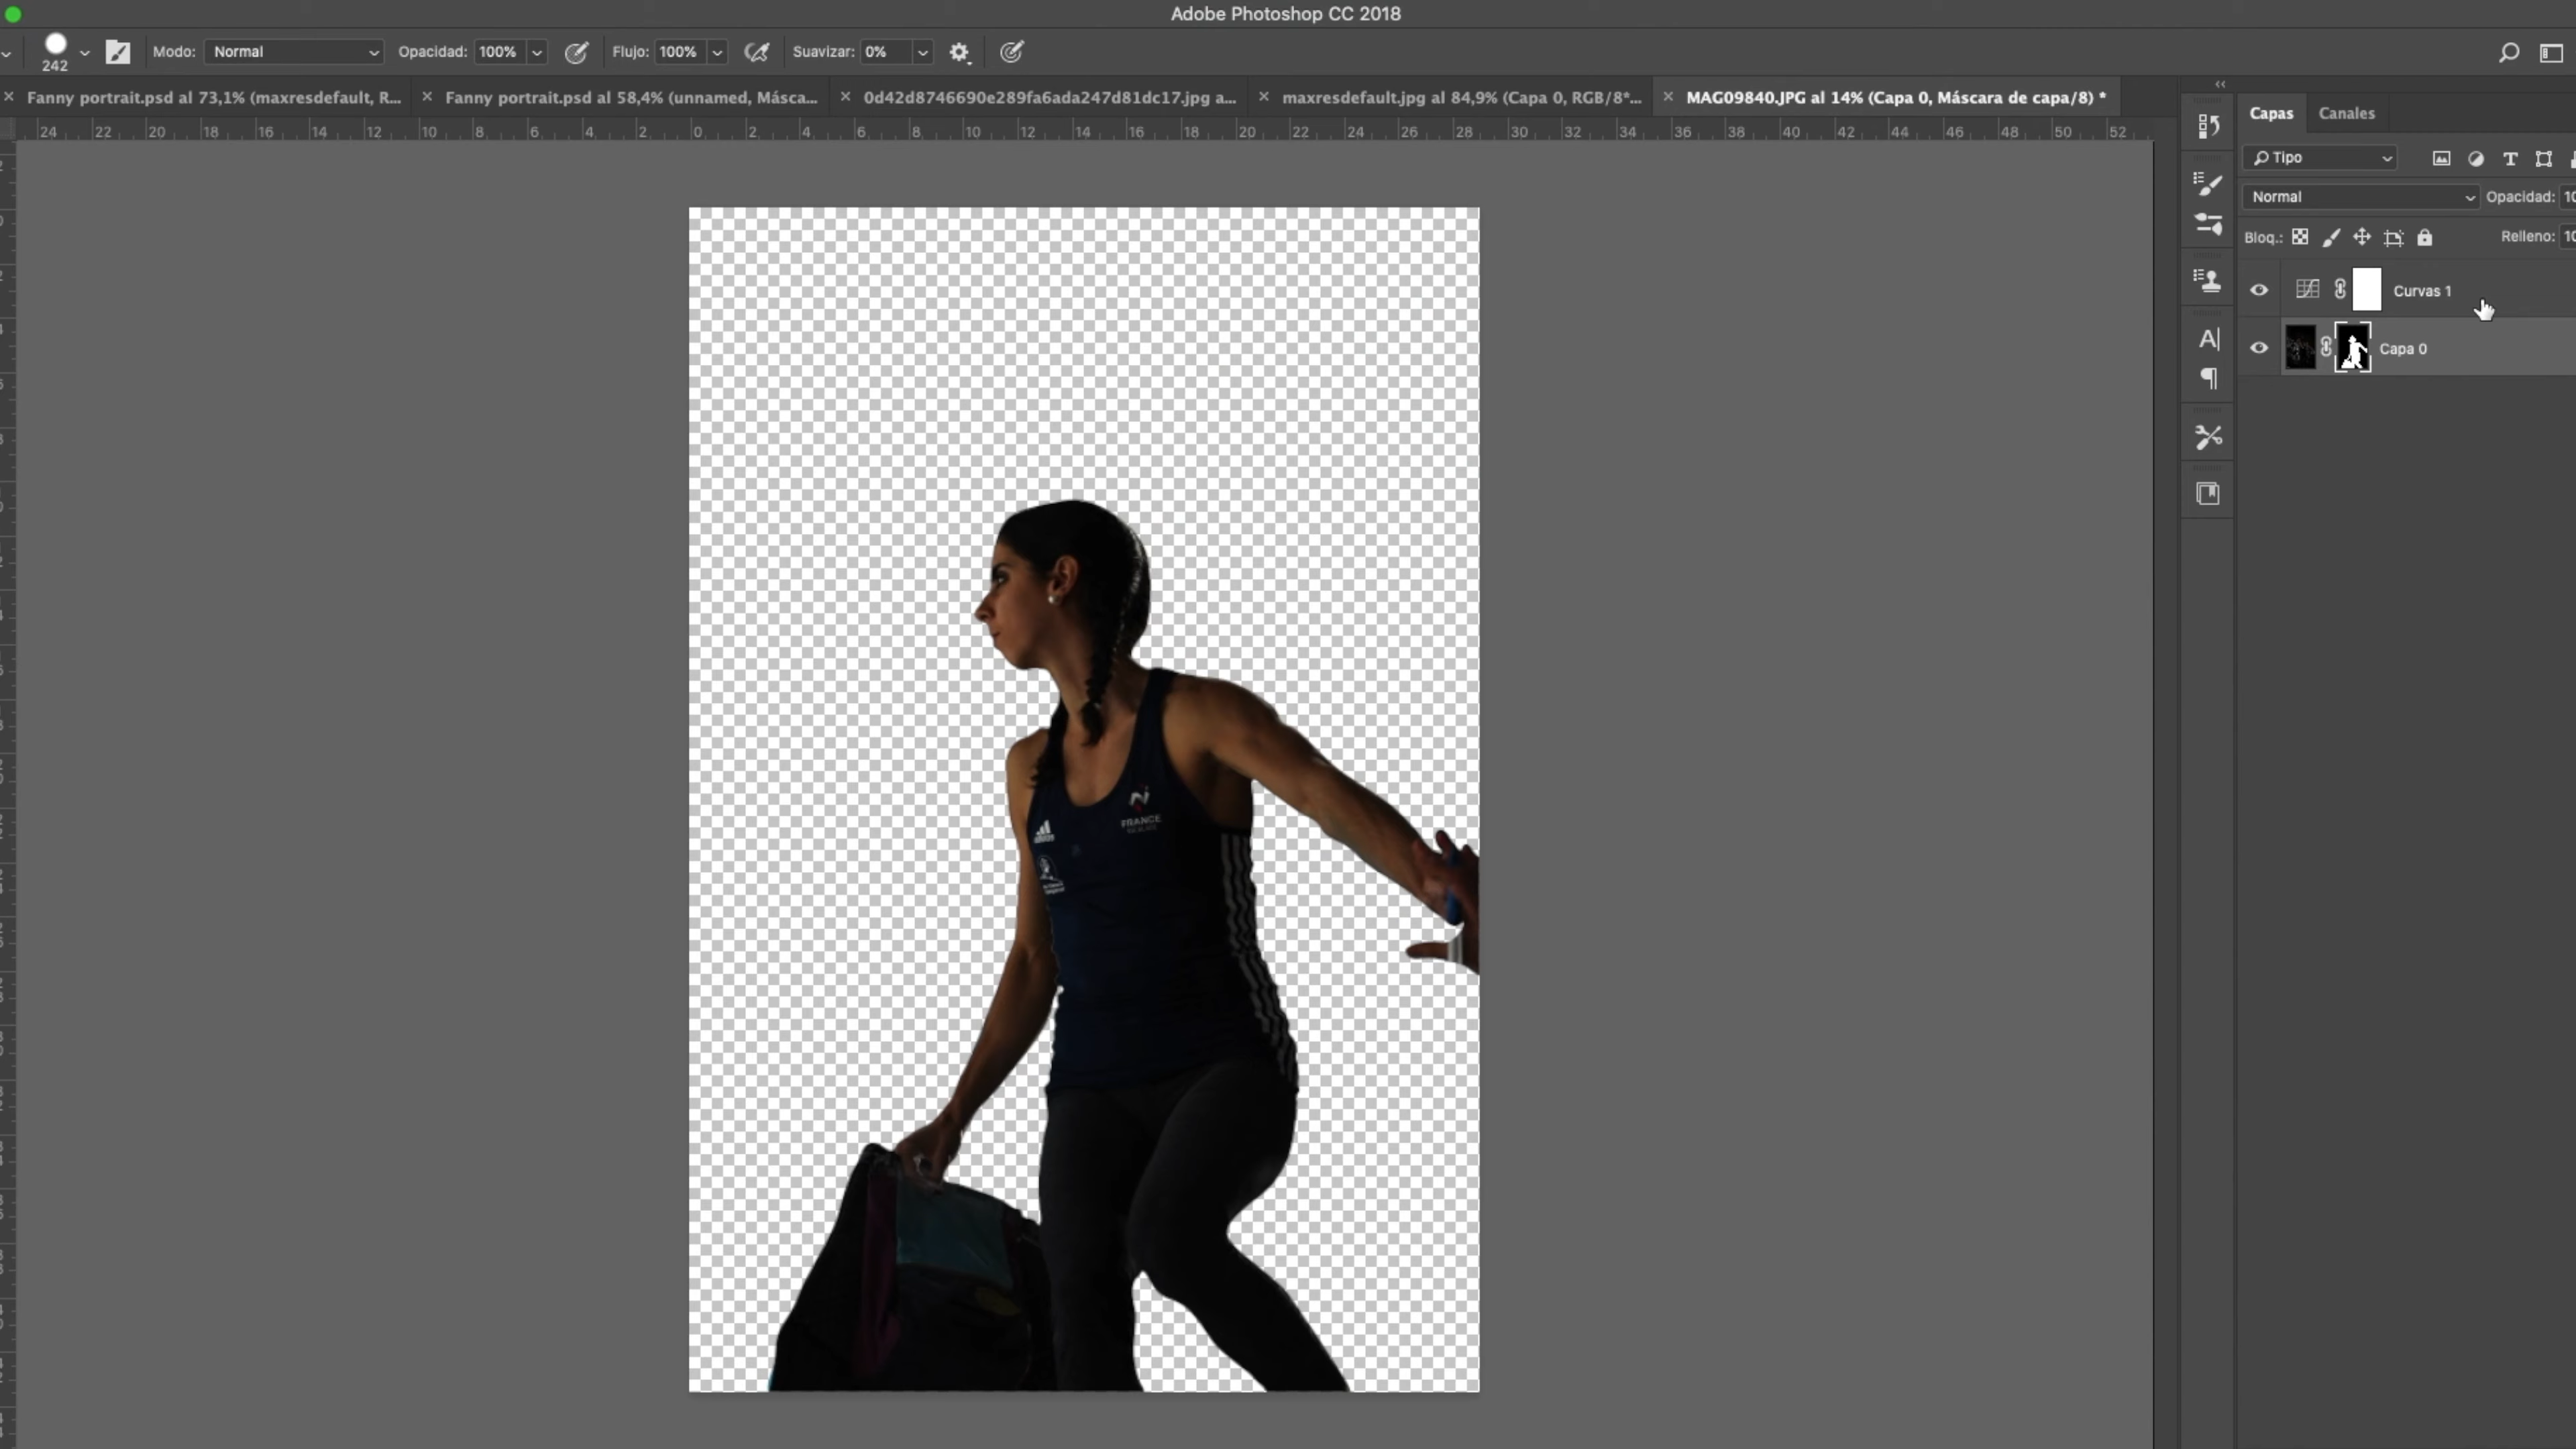 Adobe Photoshop CC 2018
242 Modo: Normal Opacidad: 100% Flujo: 100% Suavizar: 0%
Fanny portrait.psd al 73,1% (maxresdefault, R... Fanny portrait.psd al 58,4% (unnamed, Másca... 0d42d8746690e289fa6ada247d81dc17.jpg a... maxresdefault.jpg al 84,9% (Capa 0, RGB/8*... MAG09840.JPG al 14% (Capa 0, Máscara de capa/8) *
24 22 20 18 16 14 12 10 8 6 4 2 0 2 4 6 8 10 12 14 16 18 20 22 24 26 28 30 32 34 36 38 40 42 44 46 48 50 52
Capas Canales
Tipo
Normal Opacidad: 10
Bloq.: Relleno: 10
Curvas 1
Capa 0
FRANCE
adidas